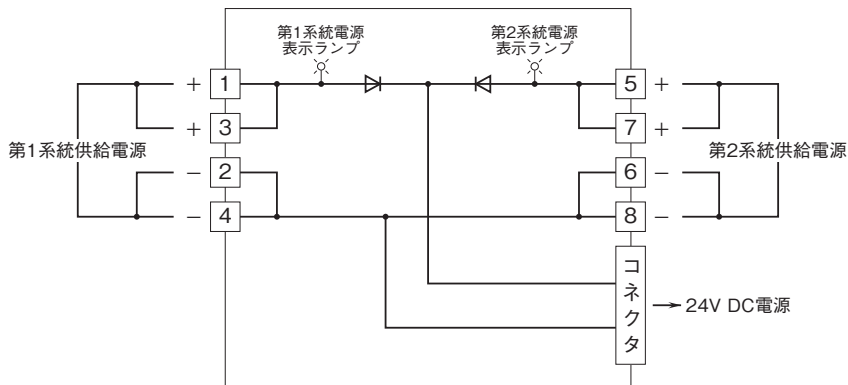 第1系統電源
表示ランプ
第2系統電源
表示ランプ
+ 1
5 +
+ 3
7 +
第1系統供給電源
第2系統供給電源
− 2
6 −
− 4
8 −
コネクタ
24V DC電源